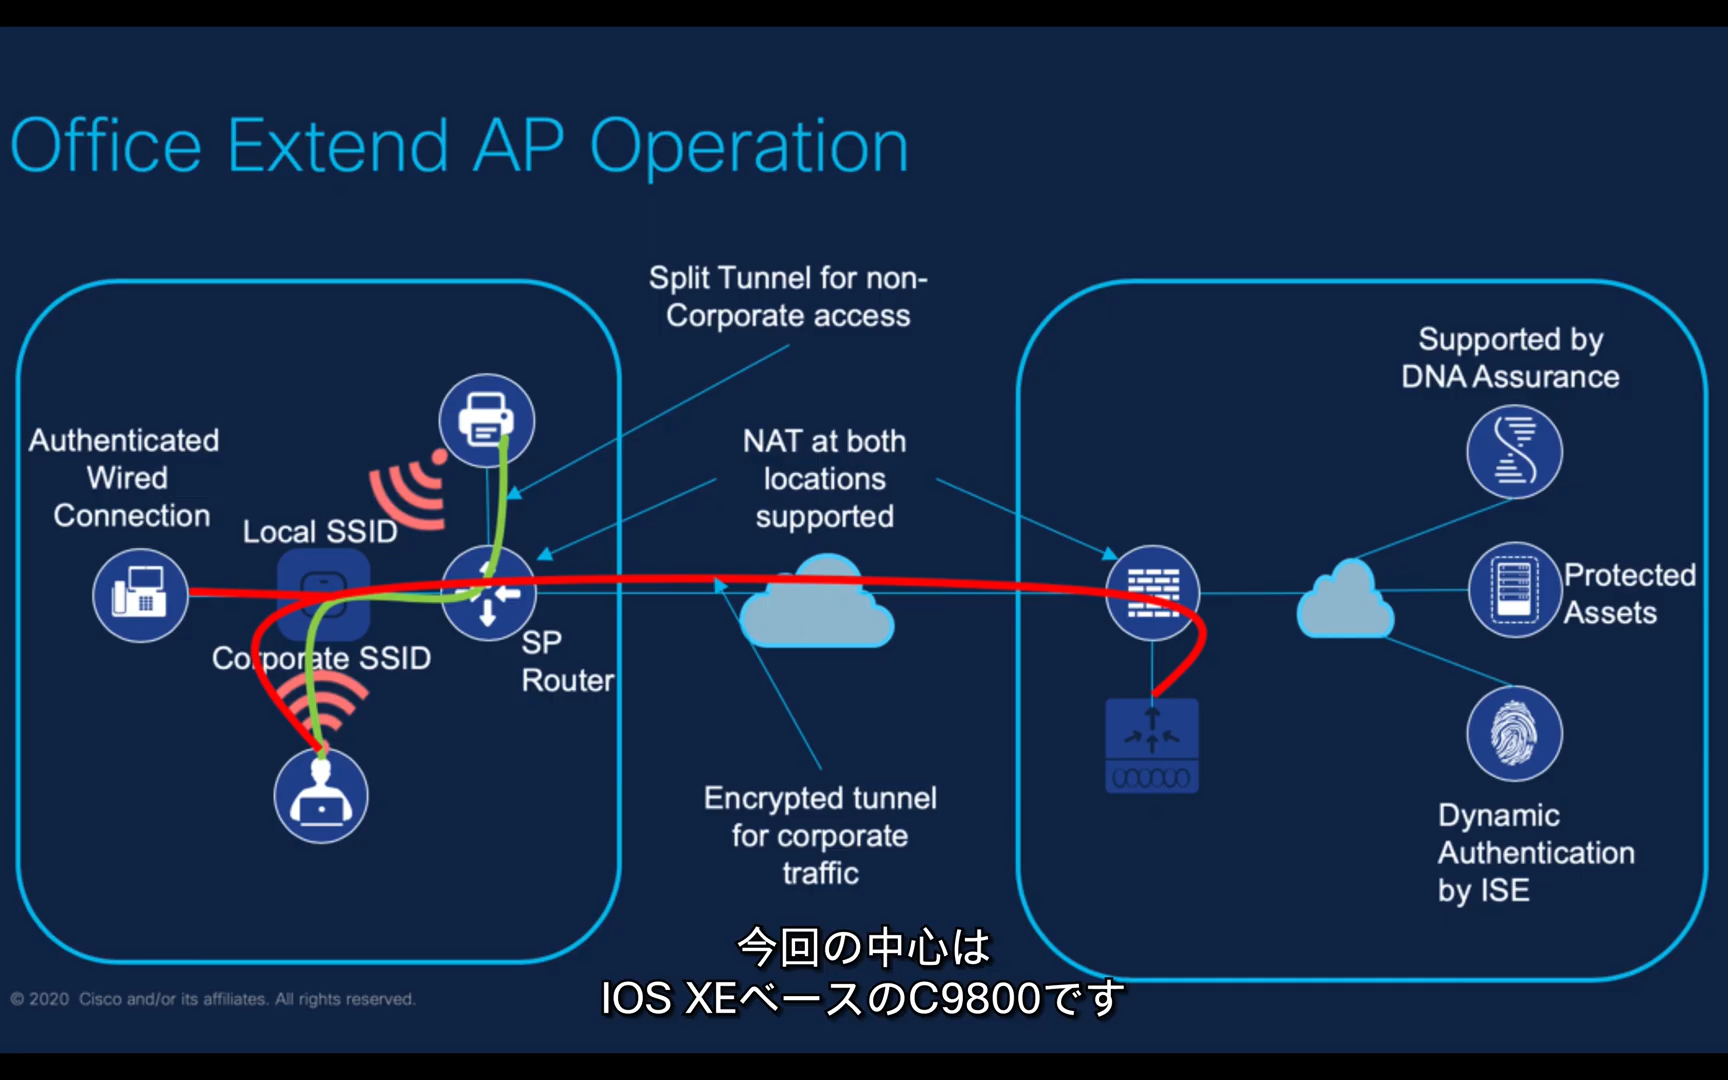 Office Extend AP Operation
Split Tunnel for non-
Corporate access
Supported by
DNA Assurance
Authenticated
Wired
Connection
NAT at both
locations
supported
Local SSID
Protected
Assets
Corporate SSID
SP
Router
Encrypted tunnel
for corporate
traffic
Dynamic
Authentication
by ISE
今回の中心は
IOS XEベースのC9800です
© 2020 Cisco and/or its affiliates. All rights reserved.